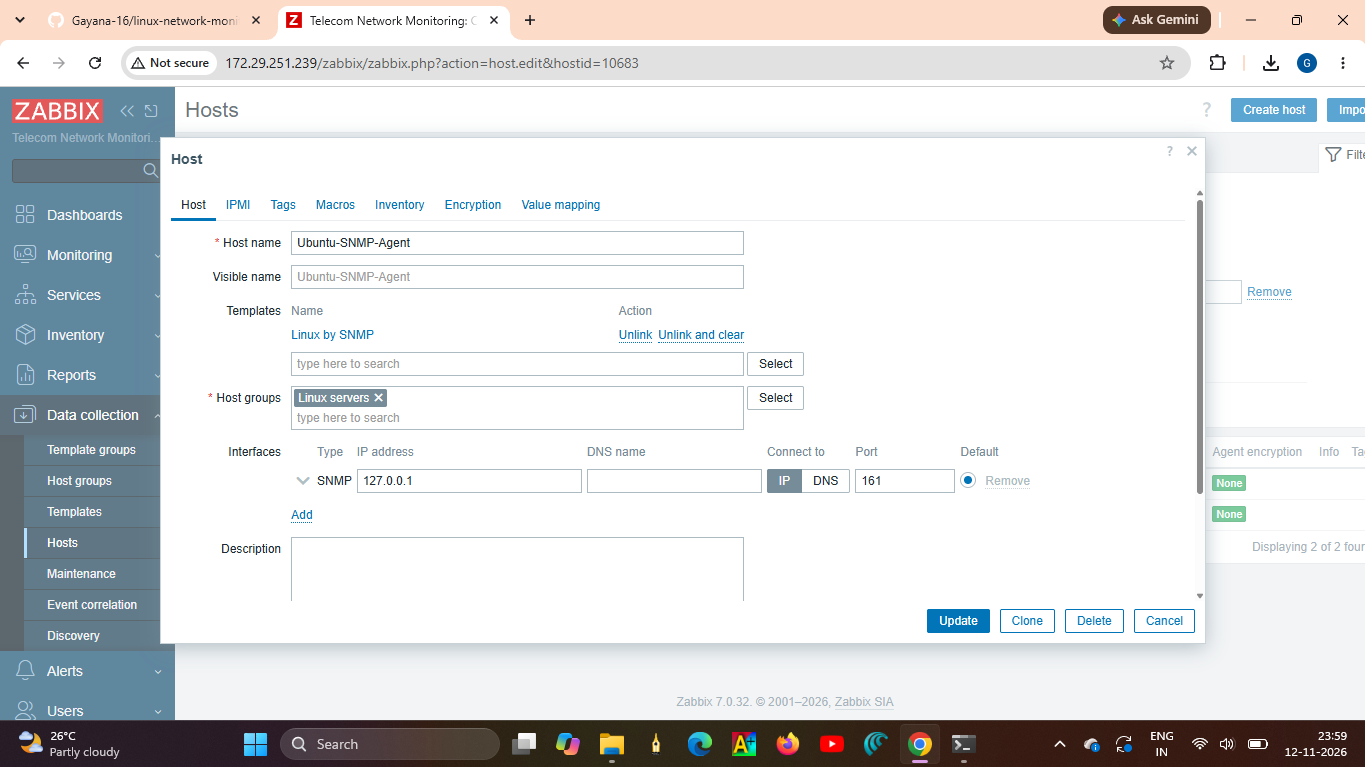 Gayana-16/linux-network-moni
Telecom Network Monitoring: C
Ask Gemini
Not secure
172.29.251.239/zabbix/zabbix.php?action=host.edit&hostid=10683
G
ZABBIX
Telecom Network Monitori...
Hosts
?
Create host
Impo
Filte
Dashboards
Monitoring
Services
Inventory
Reports
Data collection
Template groups
Host groups
Templates
Hosts
Maintenance
Event correlation
Discovery
Alerts
Users
Host
?
Host IPMI Tags Macros Inventory Encryption Value mapping
* Host name Ubuntu-SNMP-Agent
Visible name Ubuntu-SNMP-Agent
Templates Name Action
Linux by SNMP Unlink Unlink and clear
type here to search Select
* Host groups Linux servers Select
type here to search
Interfaces Type IP address DNS name Connect to Port Default
SNMP 127.0.0.1 IP DNS 161 Remove
Add
Description
Update Clone Delete Cancel
Remove
Agent encryption Info Ta
None
None
Displaying 2 of 2 four
Zabbix 7.0.32. © 2001–2026, Zabbix SIA
26°C
Partly cloudy
Search
ENG
IN
23:59
12-11-2026